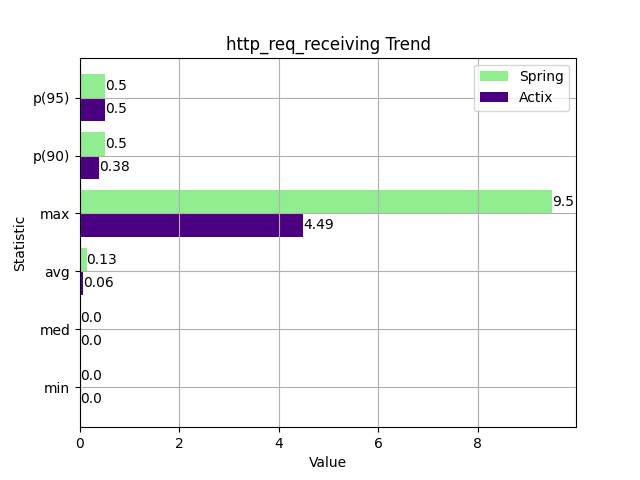 http_req_receiving Trend
Spring
Actix
p(95)
0.5
0.5
p(90)
0.5
0.38
max
9.5
4.49
avg
0.13
0.06
med
0.0
0.0
min
0.0
0.0
Statistic
0 2 4 6 8
Value